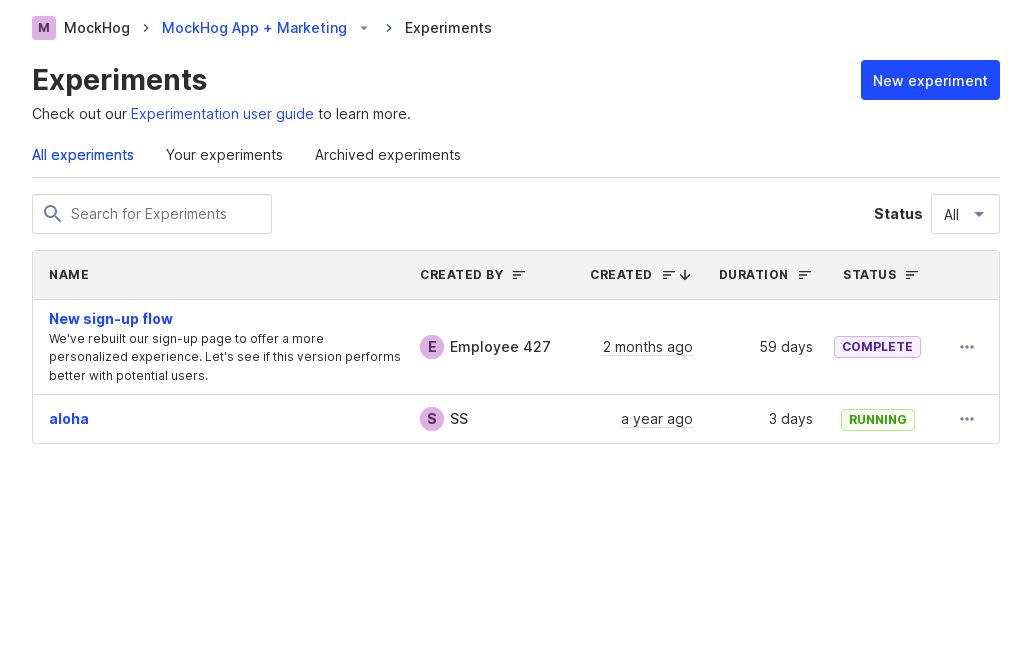 M MockHog MockHog App + Marketing Experiments
Experiments
New experiment
Check out our Experimentation user guide to learn more.
All experiments Your experiments Archived experiments
Search for Experiments Status All
NAME CREATED BY CREATED DURATION STATUS
New sign-up flow
We've rebuilt our sign-up page to offer a more
personalized experience. Let's see if this version performs
better with potential users.
E Employee 427 2 months ago 59 days COMPLETE
aloha S SS a year ago 3 days RUNNING